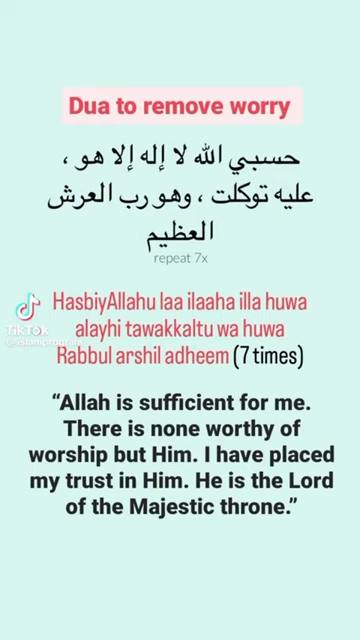 Dua to remove worry
حسبي الله لا إله إلا هو ،
عليه توكلت ، وهو رب العرش
العظيم
repeat 7x
HasbiyAllahu laa ilaaha illa huwa
alayhi tawakkaltu wa huwa
Rabbul arshil adheem (7 times)
TikTok
“Allah is sufficient for me.
There is none worthy of
worship but Him. I have placed
my trust in Him. He is the Lord
of the Majestic throne.”